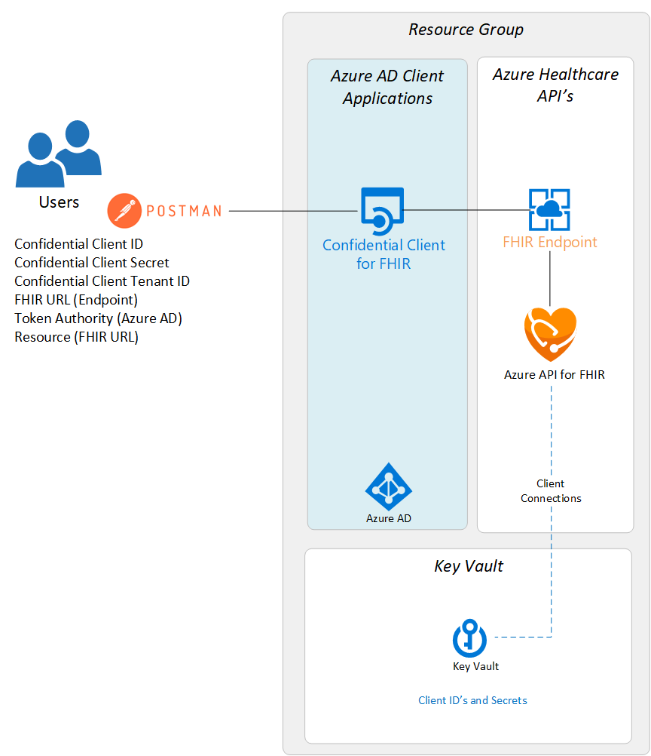 Resource Group
Azure AD Client
Applications
Azure Healthcare
API's
Users
POSTMAN
Confidential Client ID
Confidential Client Secret
Confidential Client Tenant ID
FHIR URL (Endpoint)
Token Authority (Azure AD)
Resource (FHIR URL)
Confidential Client
for FHIR
FHIR Endpoint
Azure API for FHIR
Client
Connections
Azure AD
Key Vault
Key Vault
Client ID's and Secrets